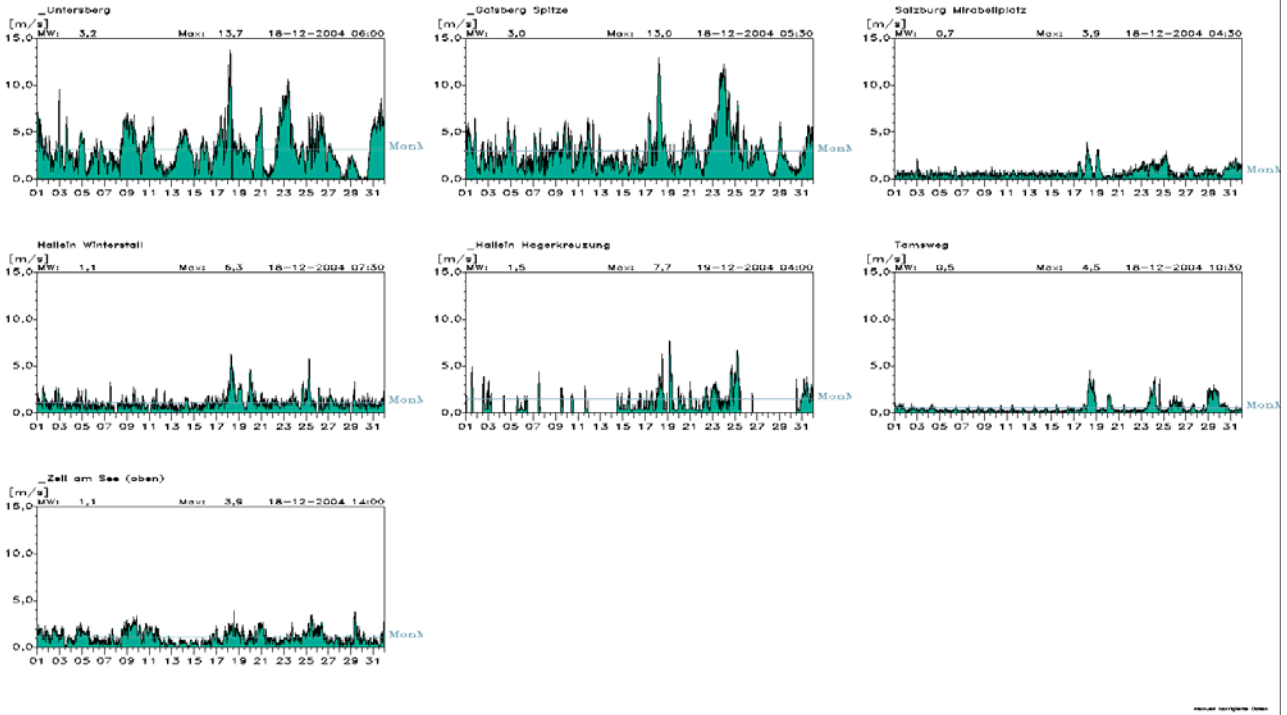 _Untersberg
[m/s]
MW: 3,2 Max: 13,7 18-12-2004 06:00
15,0
10,0
5,0
0,0
MonM
01 03 05 07 09 11 13 15 17 19 21 23 25 27 29 31
_Gaisberg Spitze
[m/s]
MW: 3,0 Max: 13,0 18-12-2004 05:30
15,0
10,0
5,0
0,0
MonM
01 03 05 07 09 11 13 15 17 19 21 23 25 27 29 31
Salzburg Mirabellplatz
[m/s]
MW: 0,7 Max: 3,9 18-12-2004 04:30
15,0
10,0
5,0
0,0
MonM
01 03 05 07 09 11 13 15 17 19 21 23 25 27 29 31
Hallein Winterstall
[m/s]
MW: 1,1 Max: 6,3 18-12-2004 07:30
15,0
10,0
5,0
0,0
MonM
01 03 05 07 09 11 13 15 17 19 21 23 25 27 29 31
_Hallein Hagerkreuzung
[m/s]
MW: 1,5 Max: 7,7 19-12-2004 04:00
15,0
10,0
5,0
0,0
MonM
01 03 05 07 09 11 13 15 17 19 21 23 25 27 29 31
Tamsweg
[m/s]
MW: 0,5 Max: 4,5 18-12-2004 10:30
15,0
10,0
5,0
0,0
MonM
01 03 05 07 09 11 13 15 17 19 21 23 25 27 29 31
_Zell am See (oben)
[m/s]
MW: 1,1 Max: 3,9 18-12-2004 14:00
15,0
10,0
5,0
0,0
MonM
01 03 05 07 09 11 13 15 17 19 21 23 25 27 29 31